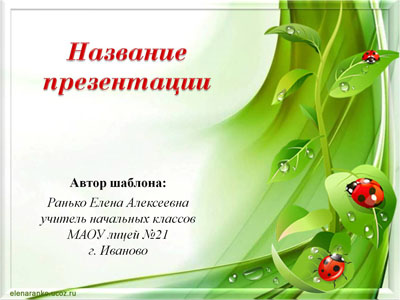 Название
презентации
Автор шаблона:
Ранько Елена Алексеевна
учитель начальных классов
МАОУ лицей №21
г. Иваново
elenaranko.ucoz.ru